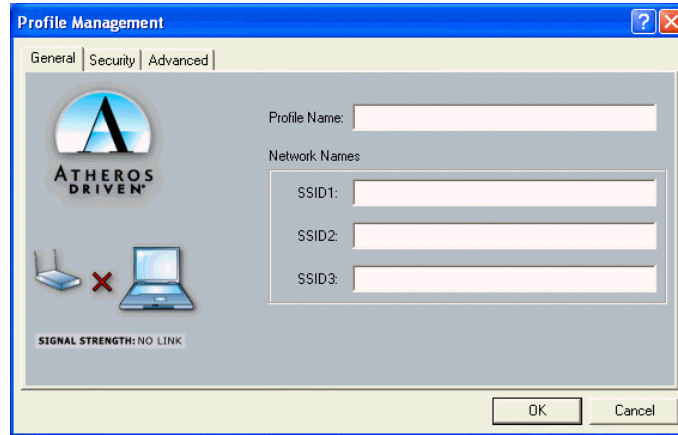 Profile Management
General Security Advanced
ATHEROS
DRIVEN
Profile Name:
Network Names
SSID1:
SSID2:
SSID3:
SIGNAL STRENGTH: NO LINK
OK Cancel